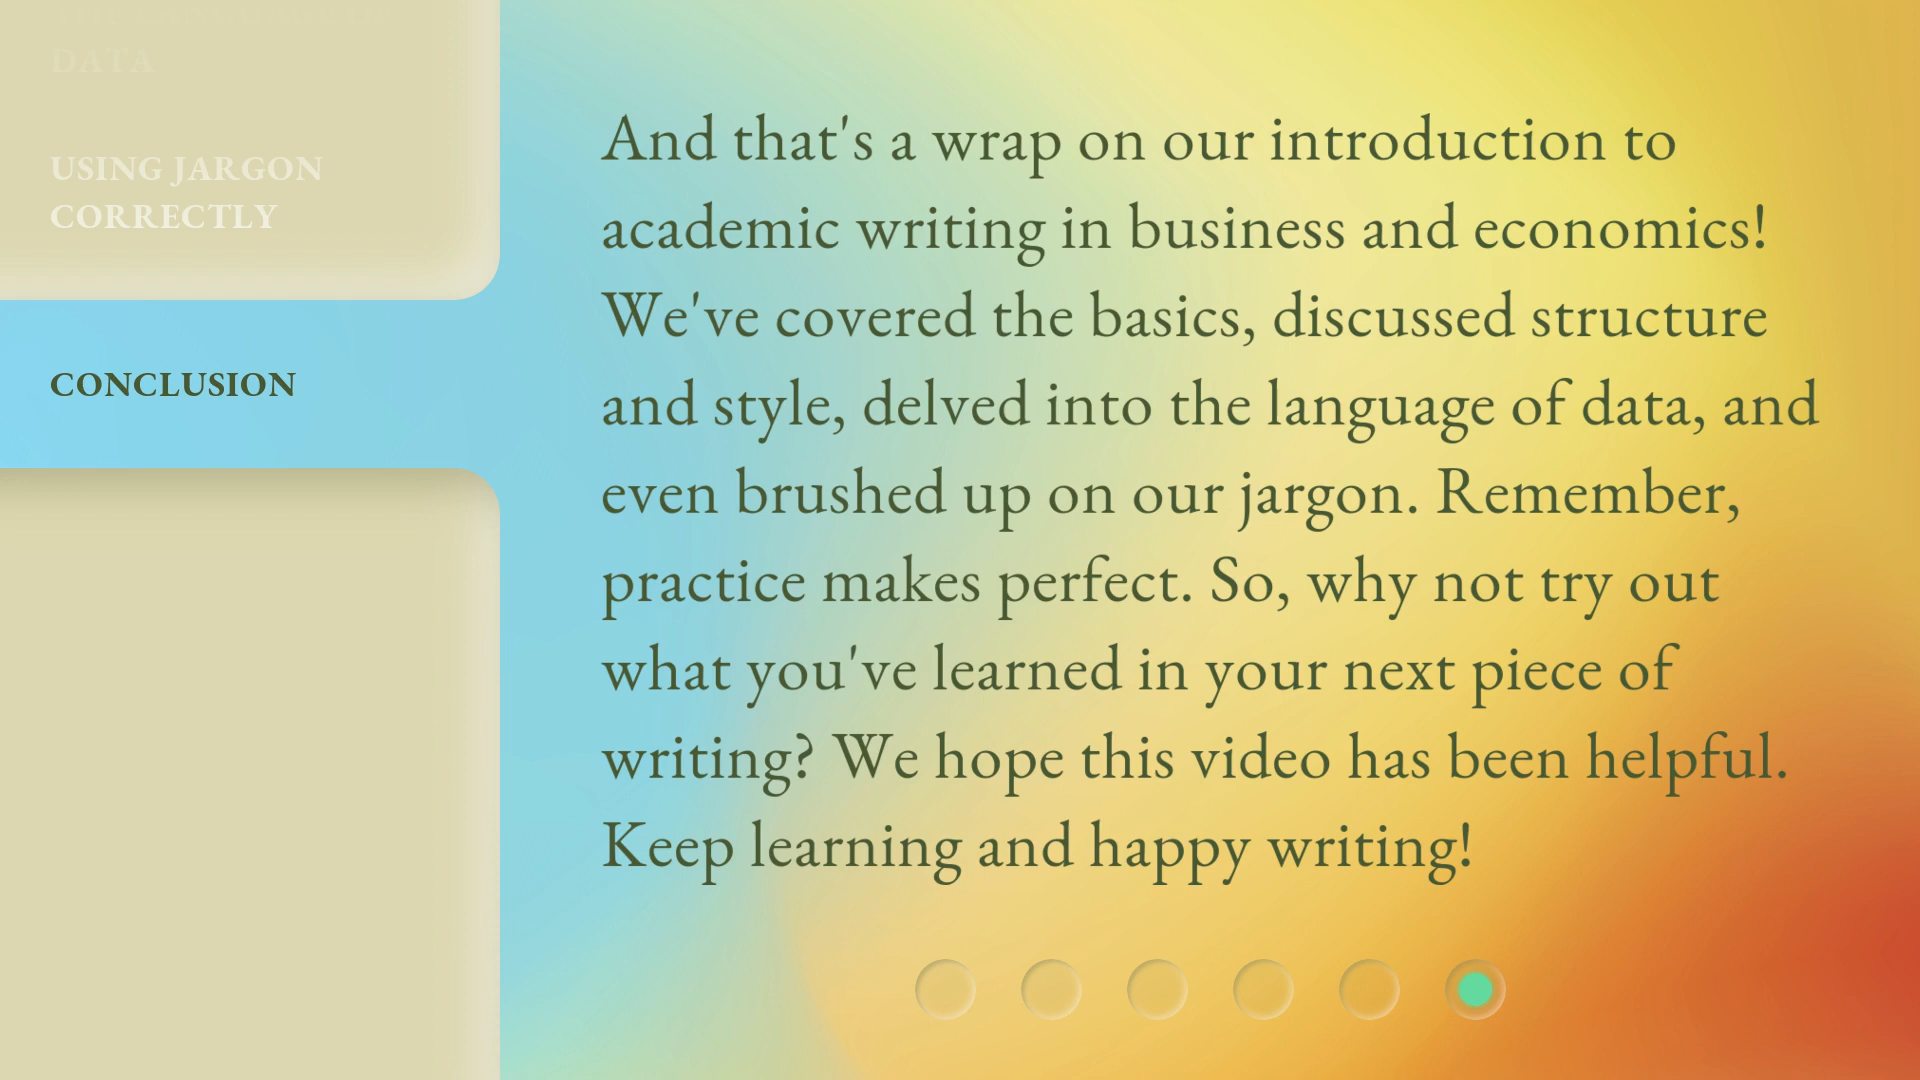 DATA
USING JARGON
CORRECTLY
CONCLUSION
And that's a wrap on our introduction to
academic writing in business and economics!
We've covered the basics, discussed structure
and style, delved into the language of data, and
even brushed up on our jargon. Remember,
practice makes perfect. So, why not try out
what you've learned in your next piece of
writing? We hope this video has been helpful.
Keep learning and happy writing!